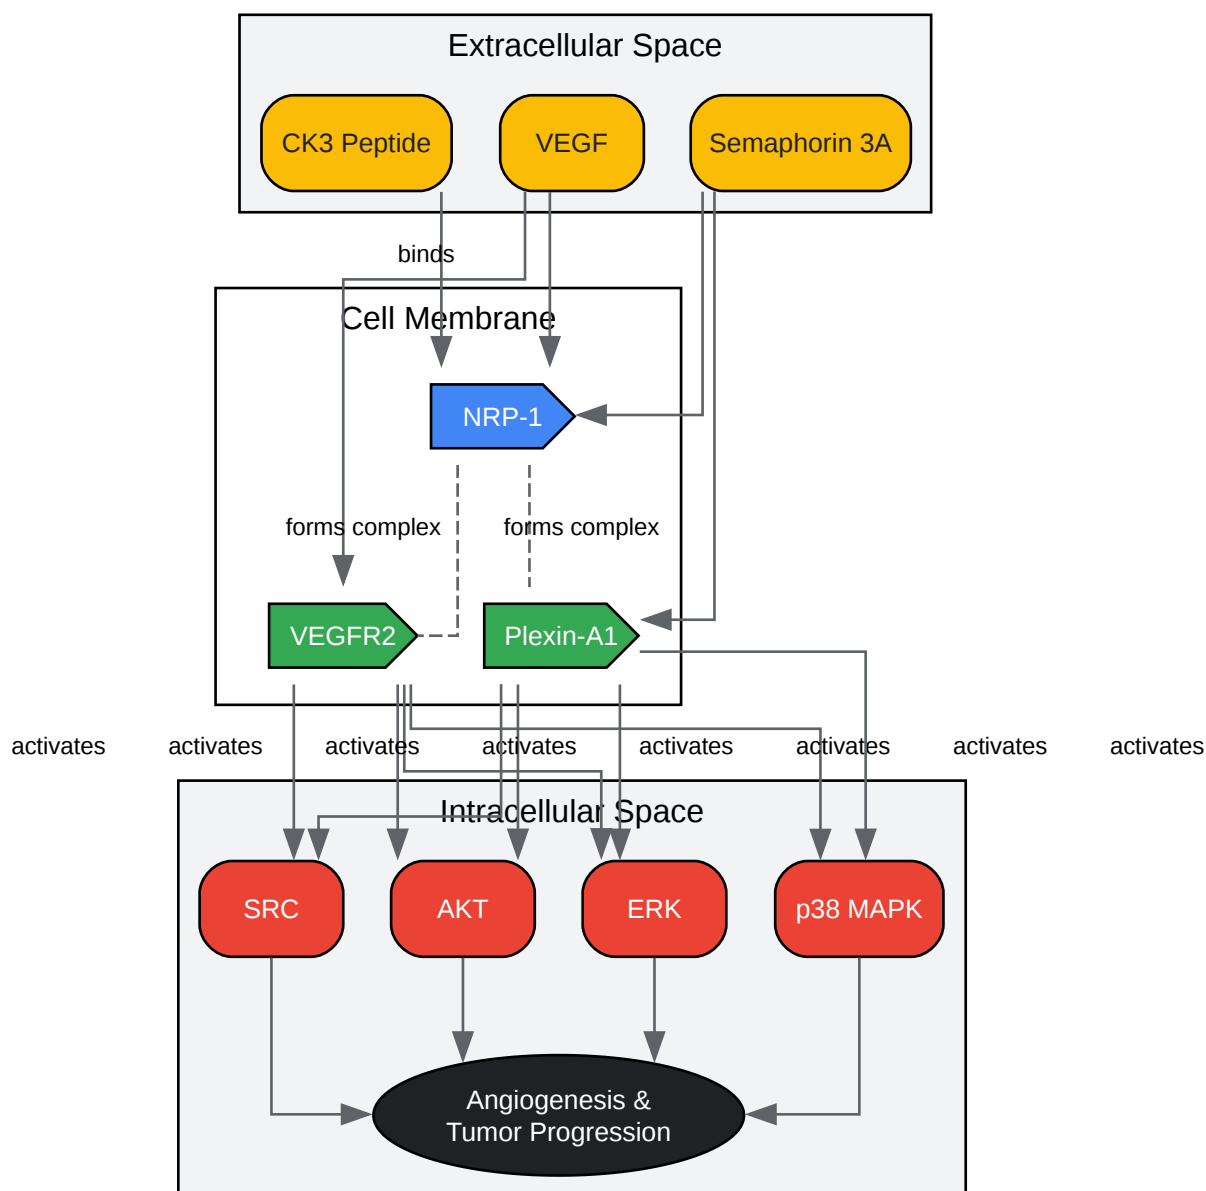 Extracellular Space
CK3 Peptide
VEGF
Semaphorin 3A
binds
Cell Membrane
NRP-1
forms complex
forms complex
VEGFR2
Plexin-A1
activates
activates
activates
activates
activates
activates
activates
activates
Intracellular Space
SRC
AKT
ERK
p38 MAPK
Angiogenesis &
Tumor Progression